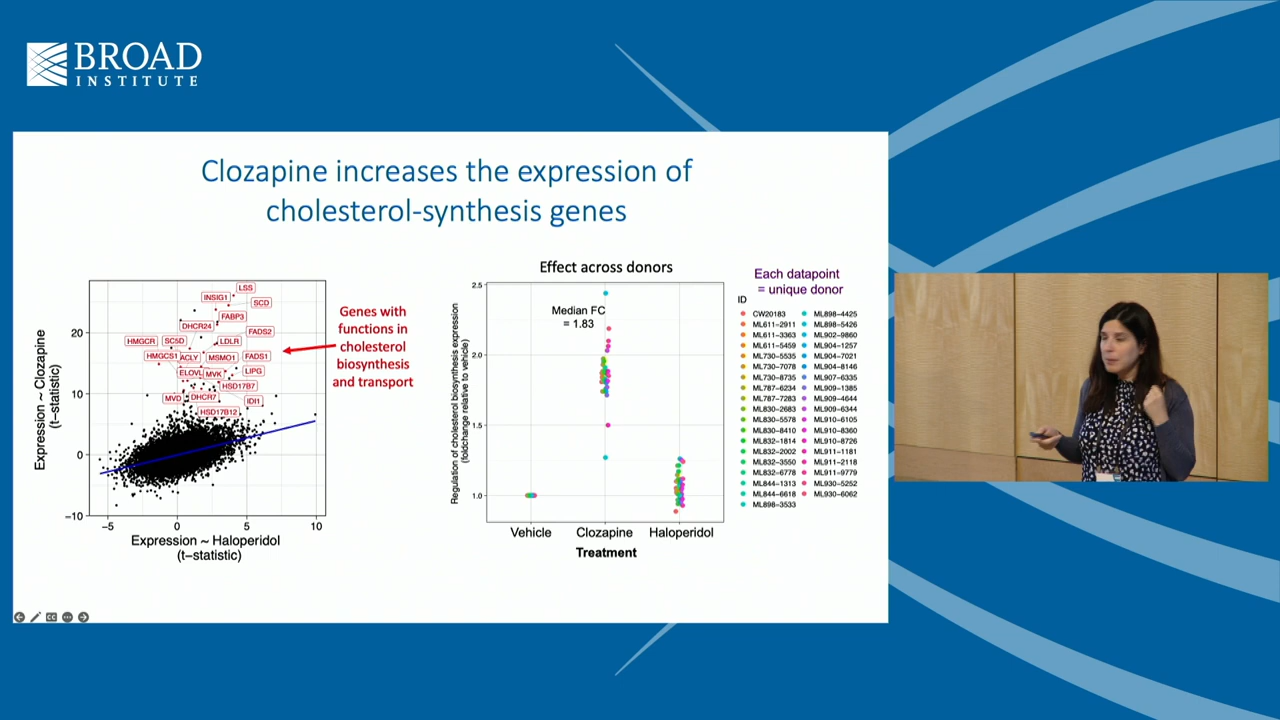 BROAD
INSTITUTE
Clozapine increases the expression of
cholesterol-synthesis genes
Expression ~ Clozapine
(t−statistic)
20
10
0
−10
−5
0
5
10
Expression ~ Haloperidol
(t−statistic)
LSS
INSIG1
SCD
FABP3
DHCR24
FADS2
HMGCR
SC5D
LDLR
HMGCS1
ACLY
MSMO1
FADS1
ELOVL
MVK
LIPG
HSD17B7
MVD
DHCR7
IDI1
HSD17B12
Genes with
functions in
cholesterol
biosynthesis
and transport
Effect across donors
Regulation of cholesterol biosynthesis expression
(foldchange relative to vehicle)
2.5
2.0
1.5
1.0
Median FC
= 1.83
Vehicle
Clozapine
Haloperidol
Treatment
Each datapoint
= unique donor
ID
CW20183
ML611−2911
ML611−3363
ML611−5459
ML730−5535
ML730−7078
ML730−8735
ML787−6234
ML787−7283
ML830−2683
ML830−5578
ML830−8410
ML832−1814
ML832−2002
ML832−3550
ML832−6778
ML844−1313
ML844−6618
ML898−3533
ML898−4425
ML898−5426
ML902−9860
ML904−1257
ML904−7021
ML904−8146
ML907−6335
ML909−1385
ML909−4644
ML909−6344
ML910−6105
ML910−8360
ML910−8726
ML911−1181
ML911−2118
ML911−9779
ML930−5252
ML930−6062